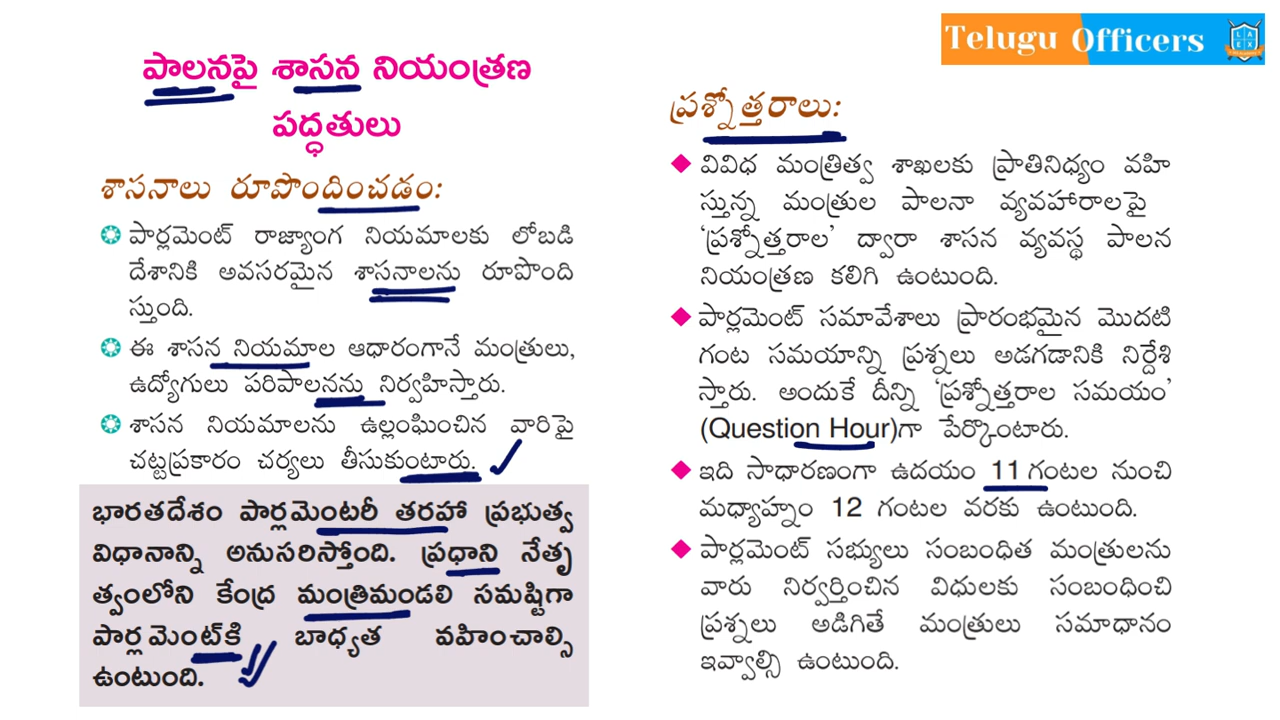 Telugu Officers
పాలనపై శాసన నియంత్రణ
పద్ధతులు
శాసనాలు రూపొందించడం:
పార్లమెంట్ రాజ్యాంగ నియమాలకు లోబడి
దేశానికి అవసరమైన శాసనాలను రూపొంది
స్తుంది.
ఈ శాసన నియమాల ఆధారంగానే మంత్రులు,
ఉద్యోగులు పరిపాలనను నిర్వహిస్తారు.
శాసన నియమాలను ఉల్లంఘించిన వారిపై
చట్టప్రకారం చర్యలు తీసుకుంటారు.
భారతదేశం పార్లమెంటరీ తరహా ప్రభుత్వ
విధానాన్ని అనుసరిస్తోంది. ప్రధాని నేతృ
త్వంలోని కేంద్ర మంత్రిమండలి సమష్టిగా
పార్లమెంట్‌కి బాధ్యత వహించాల్సి
ఉంటుంది.
ప్రశ్నోత్తరాలు:
వివిధ మంత్రిత్వ శాఖలకు ప్రాతినిధ్యం వహి
స్తున్న మంత్రుల పాలనా వ్యవహారాలపై
'ప్రశ్నోత్తరాల' ద్వారా శాసన వ్యవస్థ పాలన
నియంత్రణ కలిగి ఉంటుంది.
పార్లమెంట్ సమావేశాలు ప్రారంభమైన మొదటి
గంట సమయాన్ని ప్రశ్నలు అడగడానికి నిర్దేశి
స్తారు. అందుకే దీన్ని 'ప్రశ్నోత్తరాల సమయం'
(Question Hour)గా పేర్కొంటారు.
ఇది సాధారణంగా ఉదయం 11 గంటల నుంచి
మధ్యాహ్నం 12 గంటల వరకు ఉంటుంది.
పార్లమెంట్ సభ్యులు సంబంధిత మంత్రులను
వారు నిర్వర్తించిన విధులకు సంబంధించి
ప్రశ్నలు అడిగితే మంత్రులు సమాధానం
ఇవ్వాల్సి ఉంటుంది.